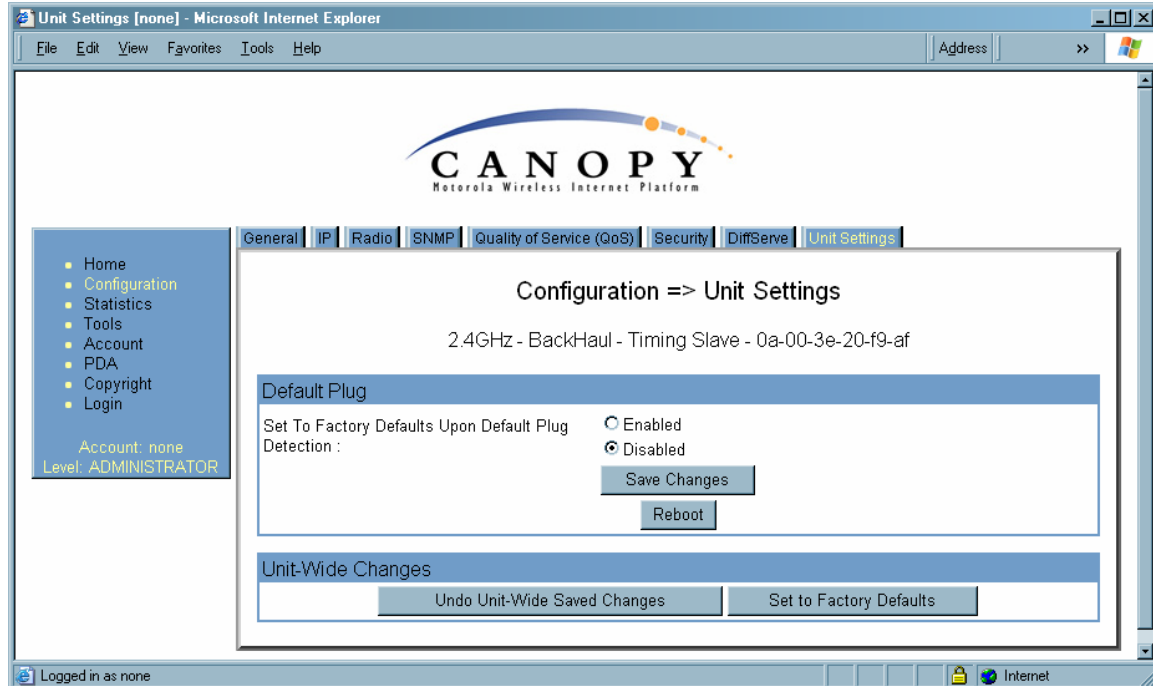 Unit Settings [none] - Microsoft Internet Explorer
File Edit View Favorites Tools Help Address »
CANOPY
Motorola Wireless Internet Platform
General IP Radio SNMP Quality of Service (QoS) Security DiffServe Unit Settings
Home
Configuration
Statistics
Tools
Account
PDA
Copyright
Login
Account: none
Level: ADMINISTRATOR
Configuration => Unit Settings
2.4GHz - BackHaul - Timing Slave - 0a-00-3e-20-f9-af
Default Plug
Set To Factory Defaults Upon Default Plug
Detection :
Enabled
Disabled
Save Changes
Reboot
Unit-Wide Changes
Undo Unit-Wide Saved Changes Set to Factory Defaults
Logged in as none Internet